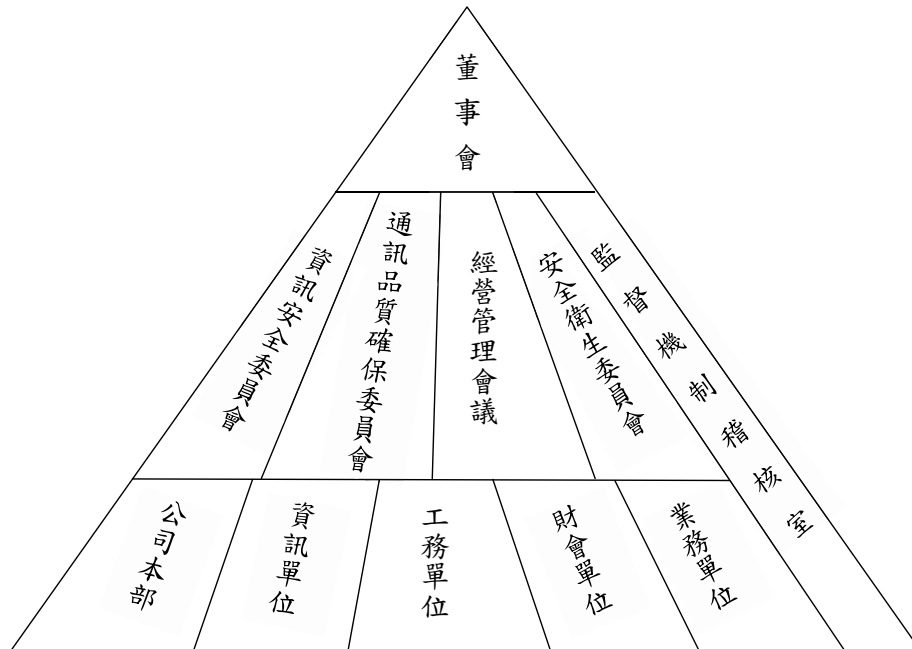 董事會
資訊安全委員會
通訊品質確保委員會
經營管理會議
安全衛生委員會
監督機制稽核室
公司本部
資訊單位
工務單位
財會單位
業務單位